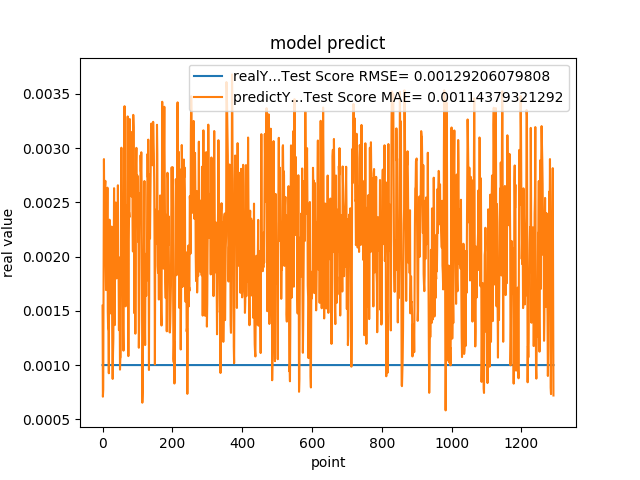 model predict
realY...Test Score RMSE= 0.00129206079808
predictY...Test Score MAE= 0.00114379321292
0.0035
0.0030
0.0025
0.0020
0.0015
0.0010
0.0005
real value
0 200 400 600 800 1000 1200
point